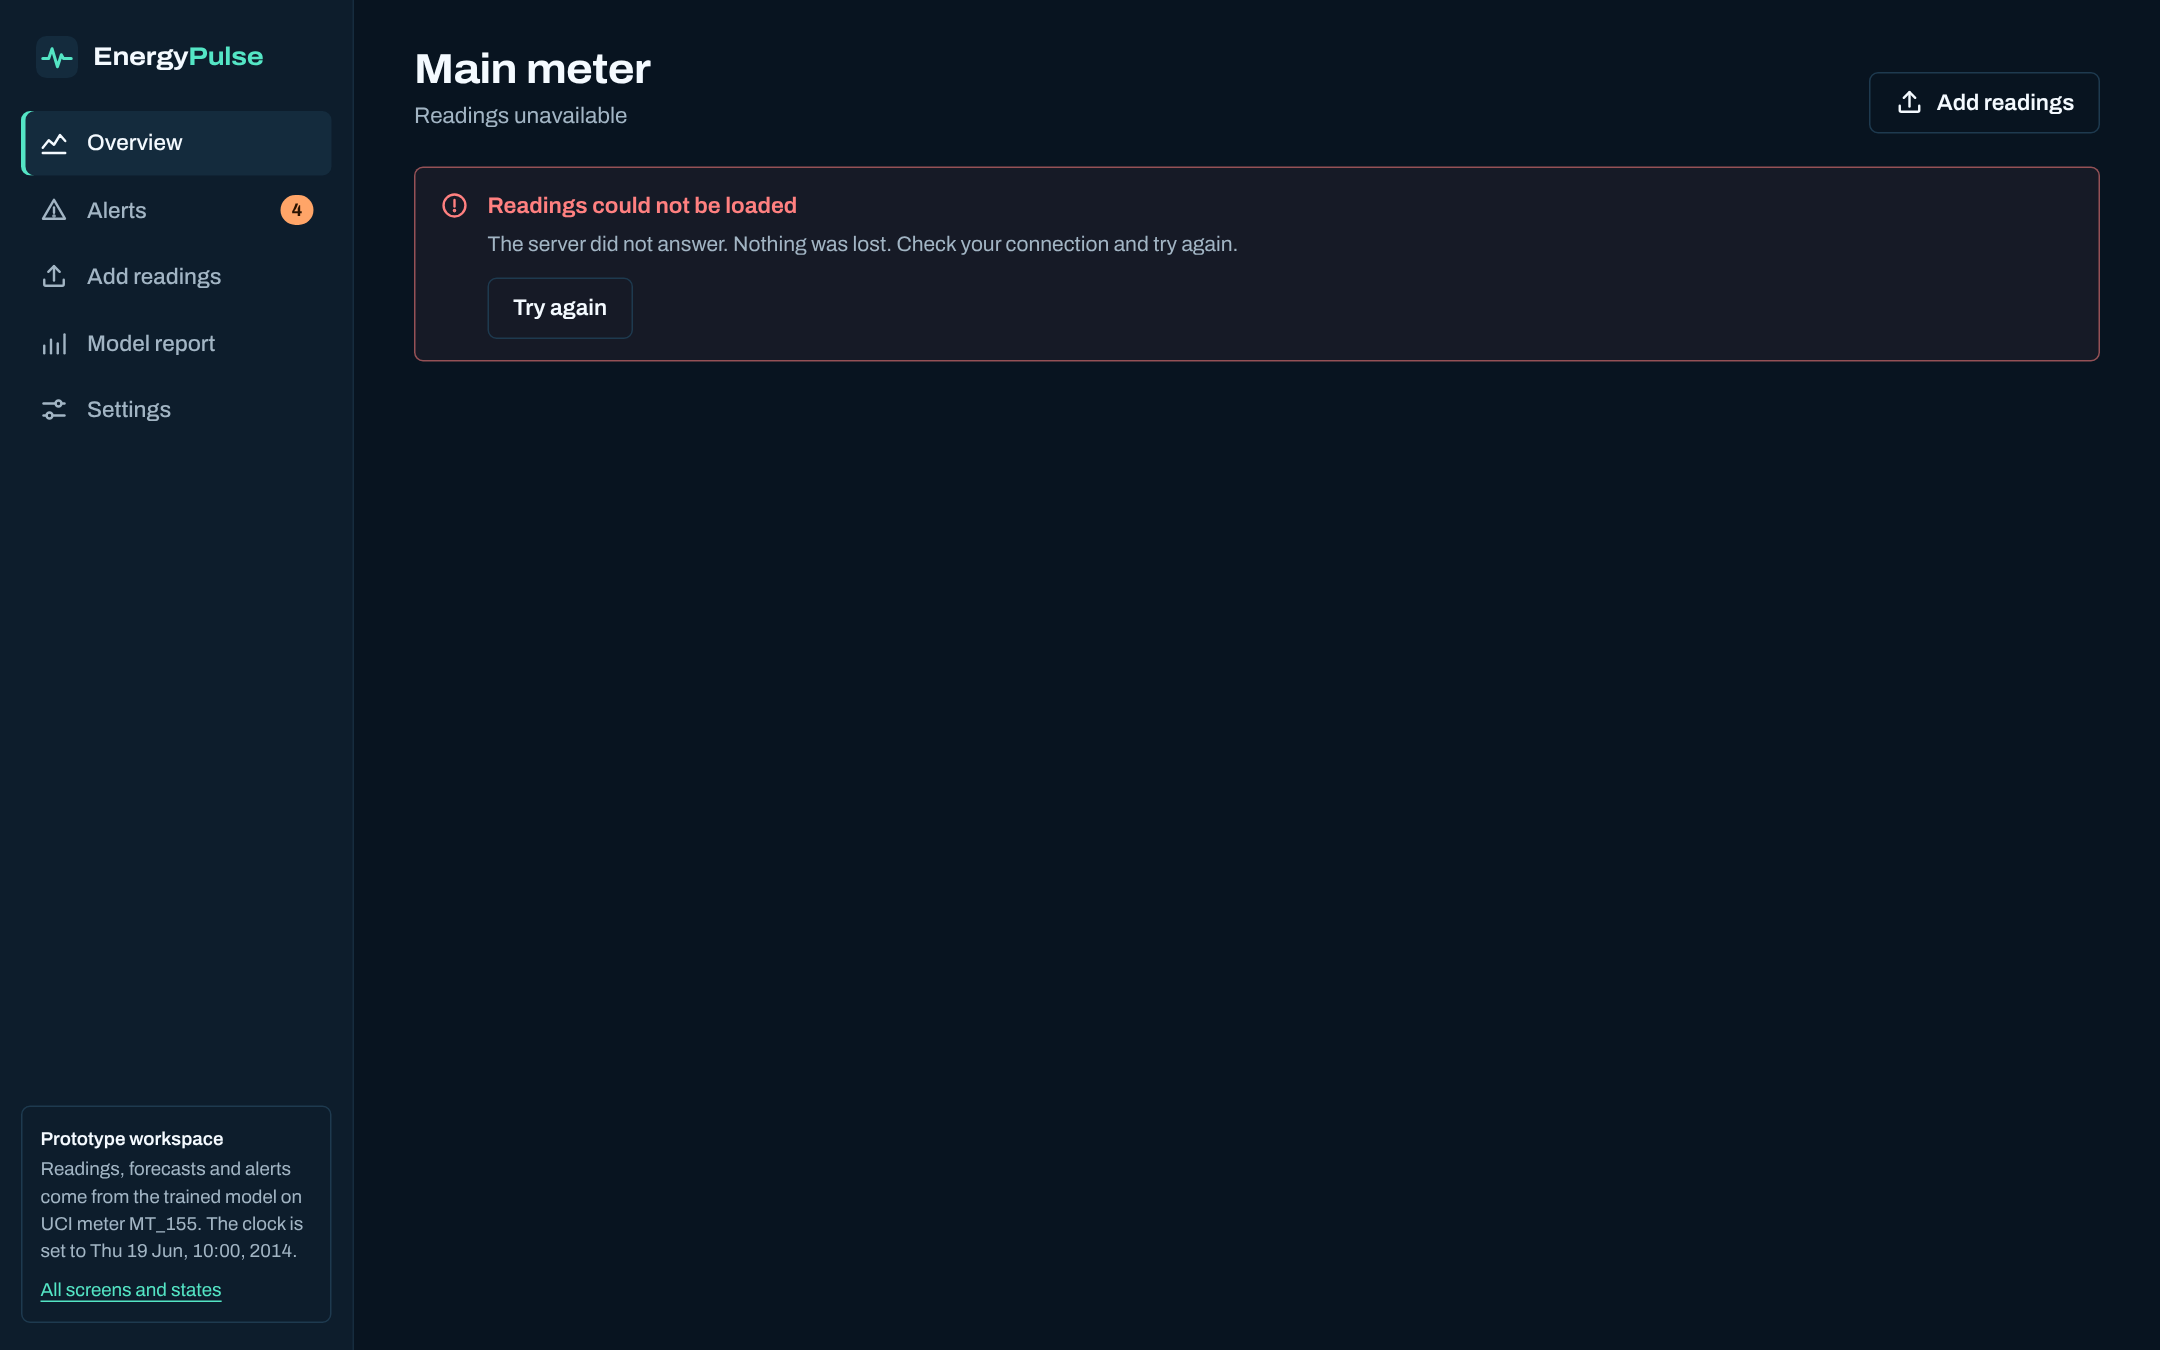 EnergyPulse
Overview
Alerts
4
Add readings
Model report
Settings
Prototype workspace
Readings, forecasts and alerts
come from the trained model on
UCI meter MT_155. The clock is
set to Thu 19 Jun, 10:00, 2014.
All screens and states
Main meter
Readings unavailable
Add readings
Readings could not be loaded
The server did not answer. Nothing was lost. Check your connection and try again.
Try again